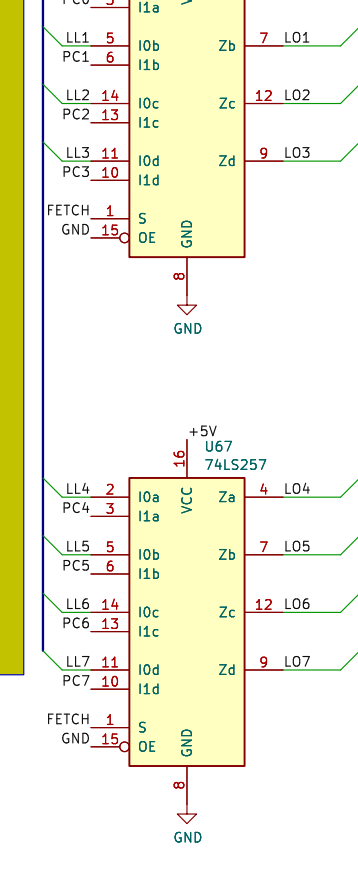 I1a
LL1 5 I0b Zb 7 LO1
PC1 6 I1b
LL2 14 I0c Zc 12 LO2
PC2 13 I1c
LL3 11 I0d Zd 9 LO3
PC3 10 I1d
FETCH 1 S
GND 15 OE
GND
8
GND
+5V
U67
16
74LS257
VCC
LL4 2 I0a Za 4 LO4
PC4 3 I1a
LL5 5 I0b Zb 7 LO5
PC5 6 I1b
LL6 14 I0c Zc 12 LO6
PC6 13 I1c
LL7 11 I0d Zd 9 LO7
PC7 10 I1d
FETCH 1 S
GND 15 OE
GND
8
GND